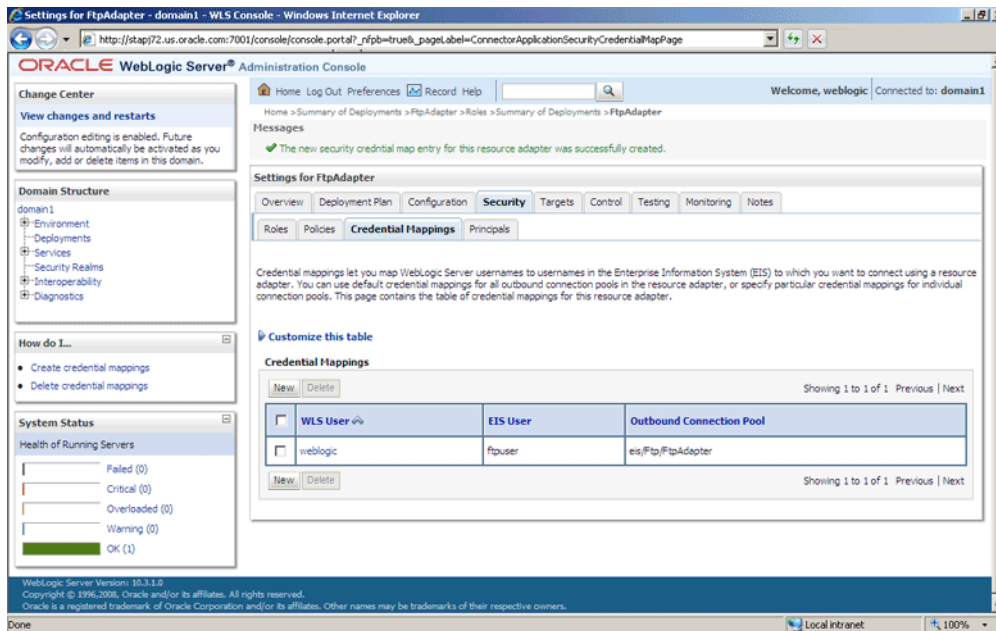 Settings for FtpAdapter - domain1 - WLS Console - Windows Internet Explorer
http://stapj72.us.oracle.com:7001/console/console.portal?_nfpb=true&_pageLabel=ConnectorApplicationSecurityCredentialMapPage
ORACLE WebLogic Server® Administration Console
Change Center
View changes and restarts
Configuration editing is enabled. Future
changes will automatically be activated as you
modify, add or delete items in this domain.
Domain Structure
domain1
Environment
Deployments
Services
Security Realms
Interoperability
Diagnostics
How do I...
Create credential mappings
Delete credential mappings
System Status
Health of Running Servers
Failed (0)
Critical (0)
Overloaded (0)
Warning (0)
OK (1)
Home Log Out Preferences Record Help
Welcome, weblogic Connected to: domain1
Home >Summary of Deployments >FtpAdapter >Roles >Summary of Deployments >FtpAdapter
Messages
The new security credntial map entry for this resource adapter was successfully created.
Settings for FtpAdapter
Overview Deployment Plan Configuration Security Targets Control Testing Monitoring Notes
Roles Policies Credential Mappings Principals
Credential mappings let you map WebLogic Server usernames to usernames in the Enterprise Information System (EIS) to which you want to connect using a resource
adapter. You can use default credential mappings for all outbound connection pools in the resource adapter, or specify particular credential mappings for individual
connection pools. This page contains the table of credential mappings for this resource adapter.
Customize this table
Credential Mappings
New Delete Showing 1 to 1 of 1 Previous | Next
WLS User EIS User Outbound Connection Pool
weblogic ftpuser eis/Ftp/FtpAdapter
New Delete Showing 1 to 1 of 1 Previous | Next
WebLogic Server Version: 10.3.1.0
Copyright © 1996,2008, Oracle and/or its affiliates. All rights reserved.
Oracle is a registered trademark of Oracle Corporation and/or its affiliates. Other names may be trademarks of their respective owners.
Done Local intranet 100%